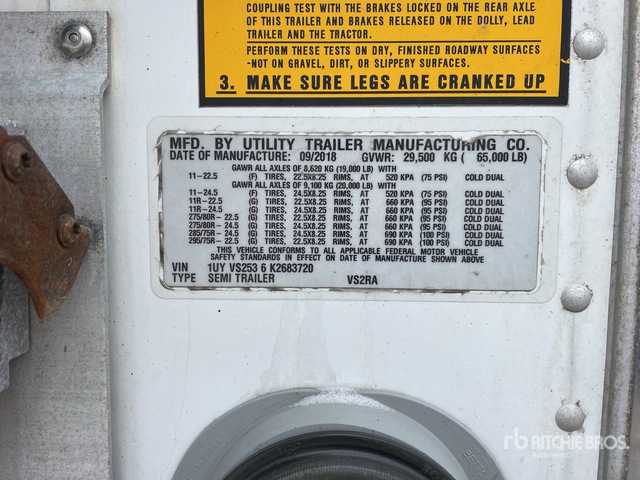 COUPLING TEST WITH THE BRAKES LOCKED ON THE REAR AXLE
OF THIS TRAILER AND BRAKES RELEASED ON THE DOLLY, LEAD
TRAILER AND THE TRACTOR.
PERFORM THESE TESTS ON DRY, FINISHED ROADWAY SURFACES
-NOT ON GRAVEL, DIRT, OR SLIPPERY SURFACES.
3. MAKE SURE LEGS ARE CRANKED UP
MFD. BY UTILITY TRAILER MANUFACTURING CO.
DATE OF MANUFACTURE: 09/2018 GVWR: 29,500 KG ( 65,000 LB)
GAWR ALL AXLES OF 8,620 KG (19,000 LB) WITH
11-22.5 (F) TIRES, 22.5X8.25 RIMS, AT 520 KPA (75 PSI) COLD DUAL
GAWR ALL AXLES OF 9,100 KG (20,000 LB) WITH
11-24.5 (F) TIRES, 24.5X8.25 RIMS, AT 520 KPA (75 PSI) COLD DUAL
11R-22.5 (G) TIRES, 22.5X8.25 RIMS, AT 660 KPA (95 PSI) COLD DUAL
11R-24.5 (G) TIRES, 24.5X8.25 RIMS, AT 660 KPA (95 PSI) COLD DUAL
275/80R- 22.5 (G) TIRES, 22.5X8.25 RIMS, AT 660 KPA (95 PSI) COLD DUAL
275/80R- 24.5 (G) TIRES, 24.5X8.25 RIMS, AT 660 KPA (95 PSI) COLD DUAL
285/75R- 24.5 (G) TIRES, 24.5X8.25 RIMS, AT 690 KPA (100 PSI) COLD DUAL
295/75R- 22.5 (G) TIRES, 22.5X8.25 RIMS, AT 690 KPA (100 PSI) COLD DUAL
THIS VEHICLE CONFORMS TO ALL APPLICABLE FEDERAL MOTOR VEHICLE
SAFETY STANDARDS IN EFFECT ON DATE OF MANUFACTURE SHOWN ABOVE
VIN 1UY VS253 6 K2683720
TYPE SEMI TRAILER VS2RA
rb RITCHIE BROS.
Auctioneers